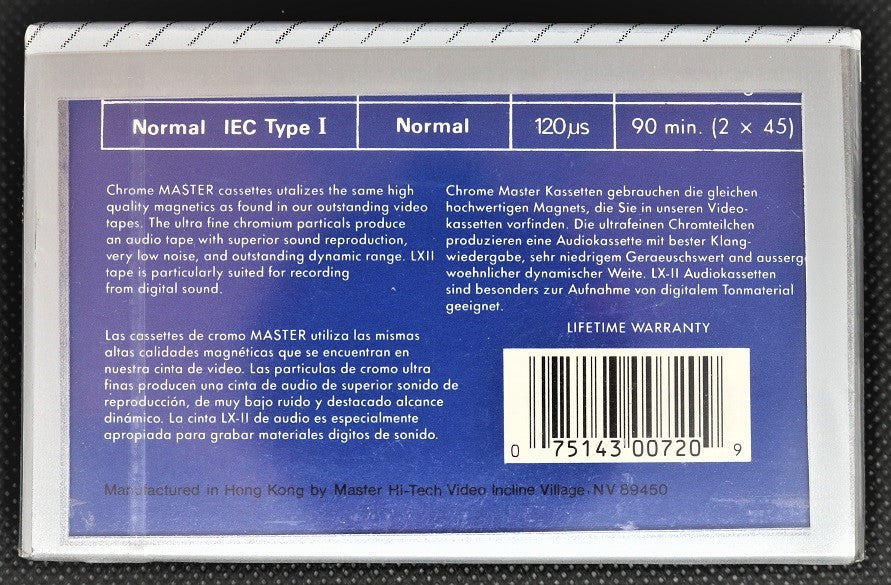 Normal IEC Type I Normal 120µs 90 min. (2 x 45)
Chrome MASTER cassettes utalizes the same high
quality magnetics as found in our outstanding video
tapes. The ultra fine chromium particals produce
an audio tape with superior sound reproduction,
very low noise, and outstanding dynamic range. LXII
tape is particularly suited for recording
from digital sound.
Chrome Master Kassetten gebrauchen die gleichen
hochwertigen Magnets, die Sie in unseren Video-
kassetten vorfinden. Die ultrafeinen Chromteilchen
produzieren eine Audiokassette mit bester Klang-
wiedergabe, sehr niedrigem Geraeuschswert and ausserge
woehnlicher dynamischer Weite. LX-II Audiokassetten
sind besonders zur Aufnahme von digitalem Tonmaterial
geeignet.
Las cassettes de cromo MASTER utiliza las mismas
altas calidades magnéticas que se encuentran en
nuestra cinta de video. Las particulas de cromo ultra
finas producen una cinta de audio de superior sonido de
reproducción, de muy bajo ruido y destacado alcance
dinámico. La cinta LX-II de audio es especialmente
apropiada para grabar materiales digitos de sonido.
LIFETIME WARRANTY
0 75143 00720 9
Manufactured in Hong Kong by Master Hi-Tech Video Incline Village, NV 89450